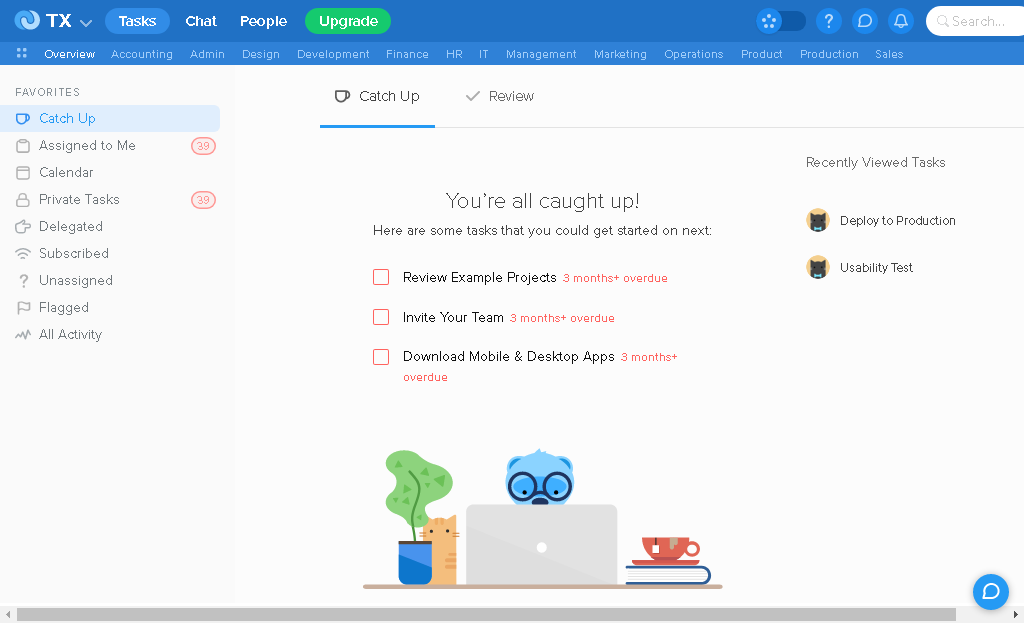 TX Tasks Chat People Upgrade ? Search...
Overview Accounting Admin Design Development Finance HR IT Management Marketing Operations Product Production Sales
FAVORITES
Catch Up
Assigned to Me 39
Calendar
Private Tasks 39
Delegated
Subscribed
? Unassigned
Flagged
All Activity
Catch Up Review
You're all caught up!
Here are some tasks that you could get started on next:
Review Example Projects 3 months+ overdue
Invite Your Team 3 months+ overdue
Download Mobile & Desktop Apps 3 months+
overdue
Recently Viewed Tasks
Deploy to Production
Usability Test